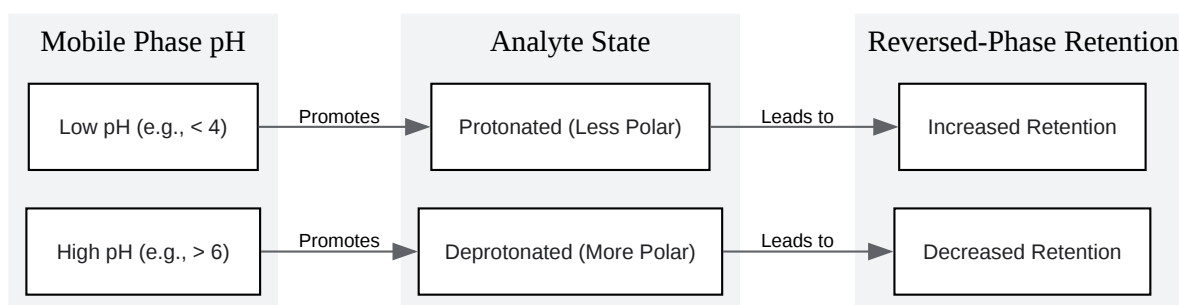 Mobile Phase pH
Analyte State
Reversed-Phase Retention
Low pH (e.g., < 4)
Promotes
Protonated (Less Polar)
Leads to
Increased Retention
High pH (e.g., > 6)
Promotes
Deprotonated (More Polar)
Leads to
Decreased Retention